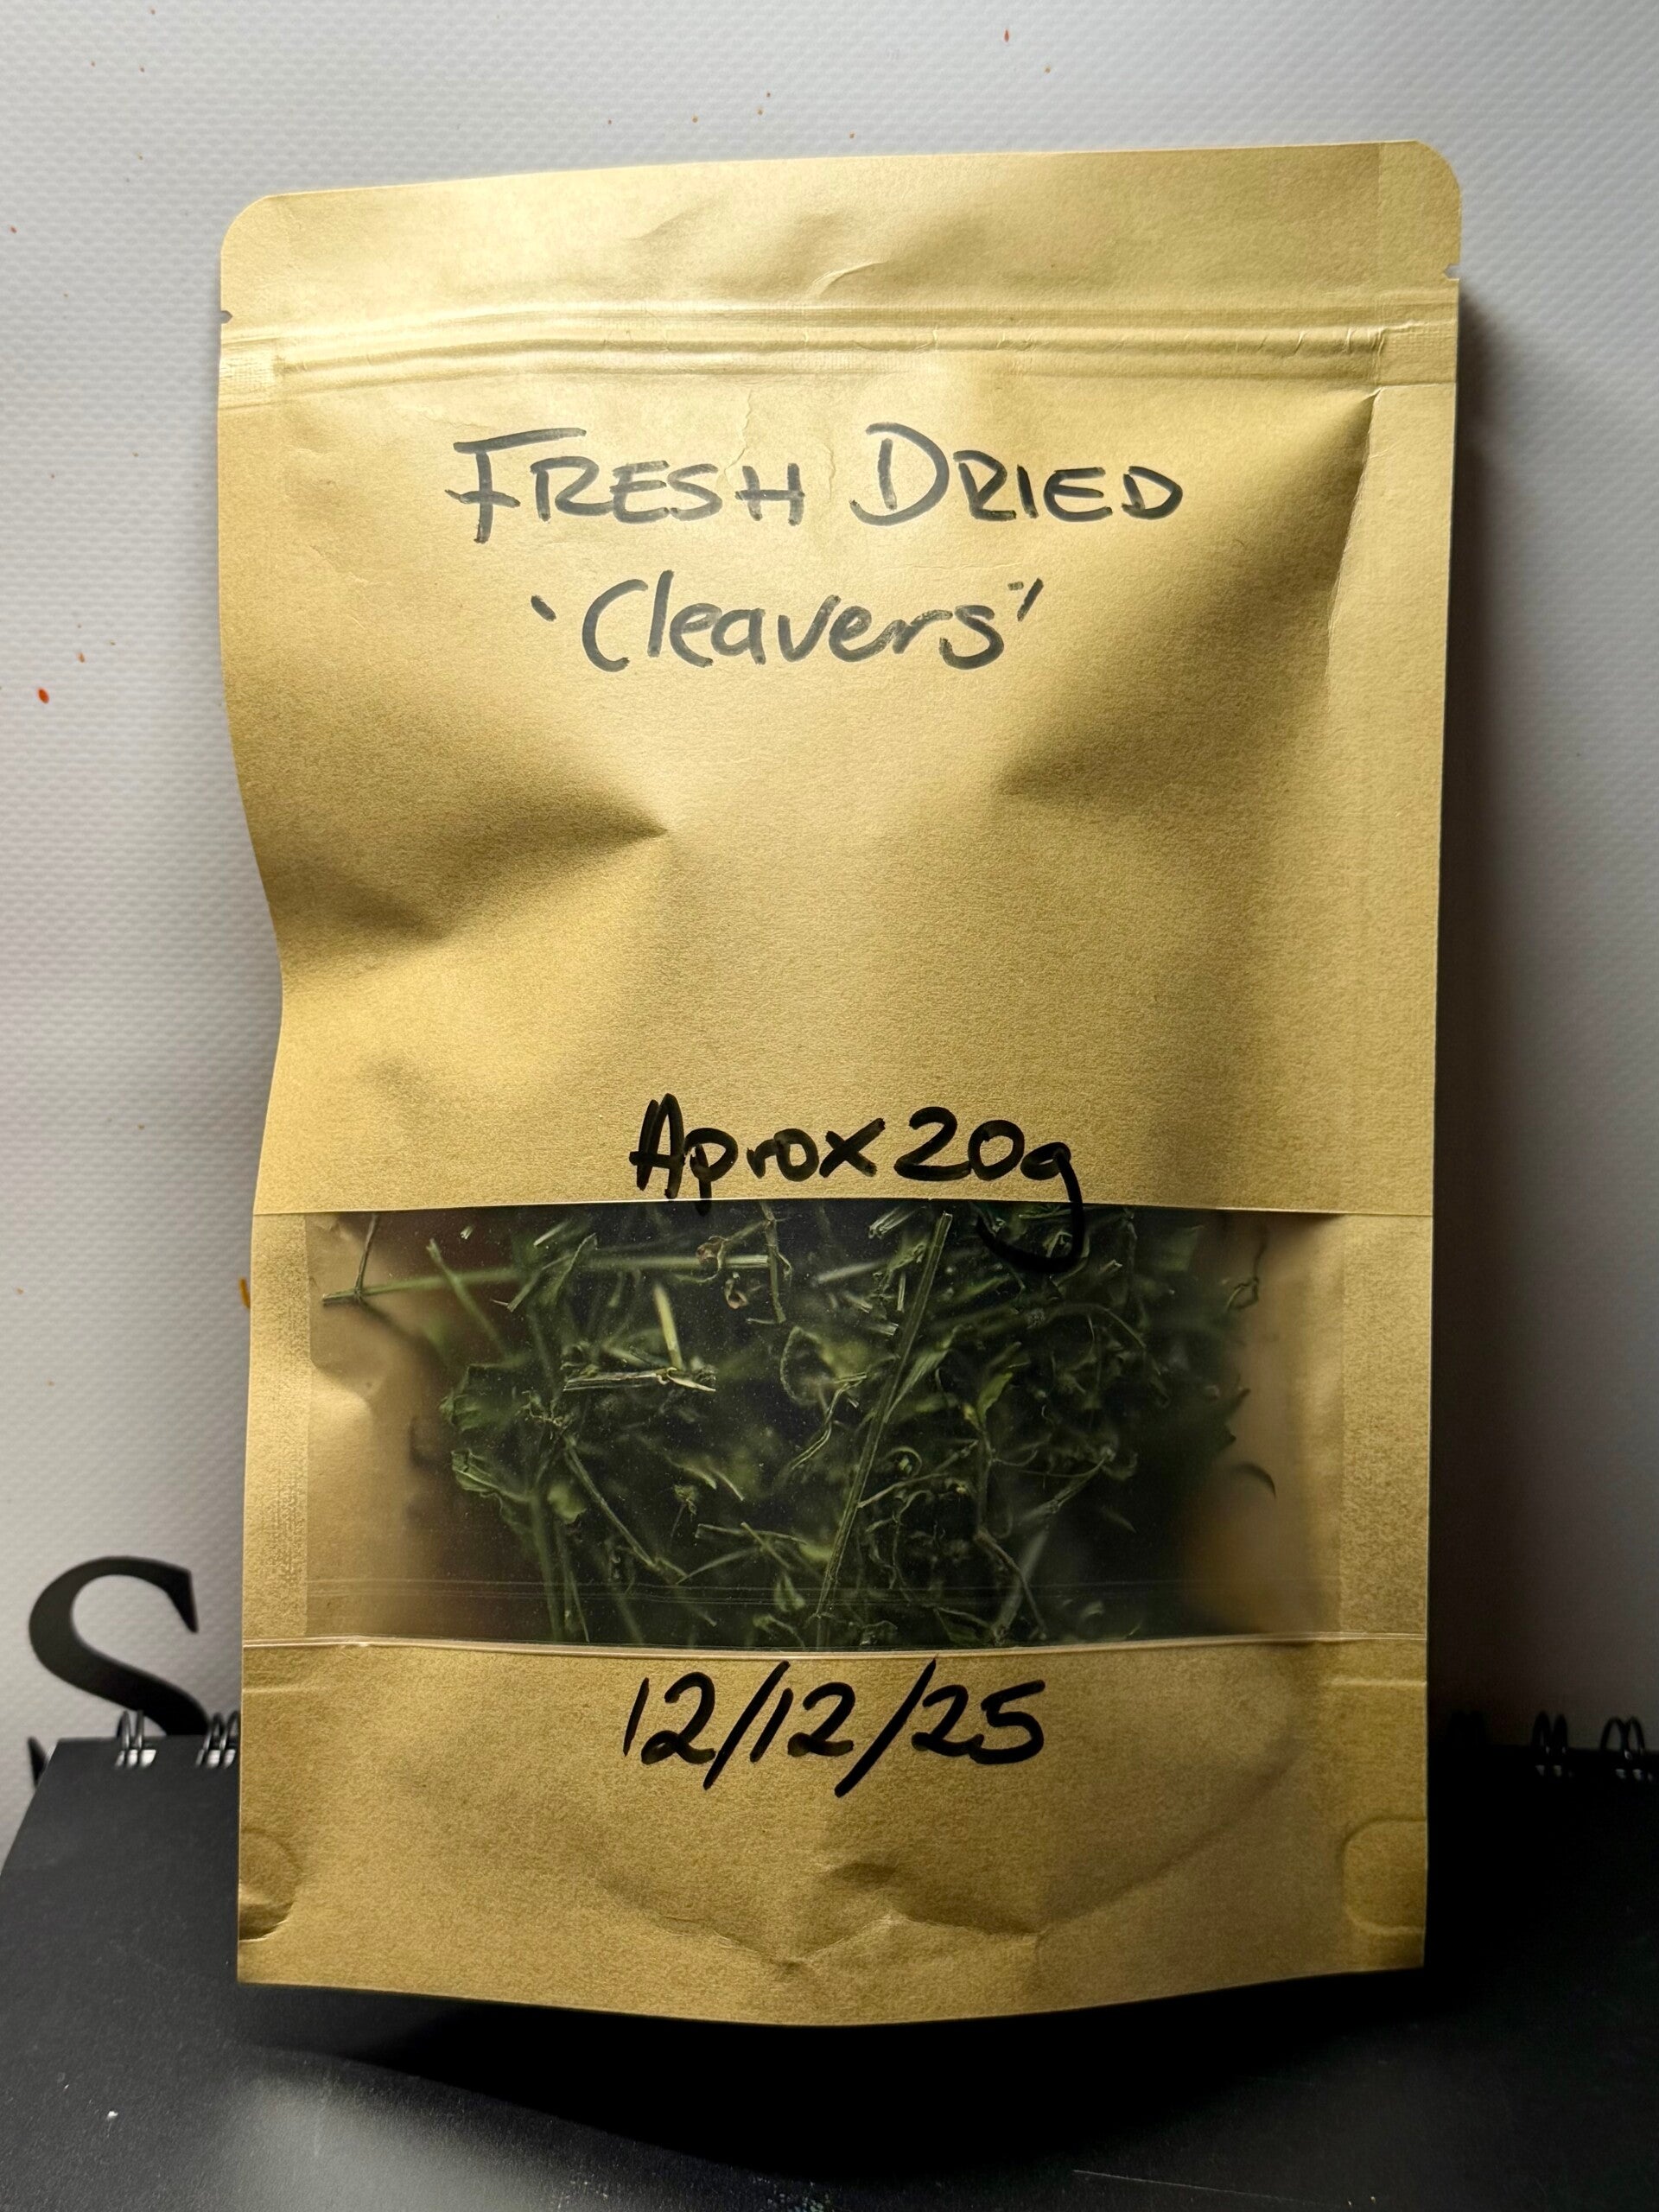 FRESH DRIED
'Cleavers'
Aprox 20g
12/12/25
S